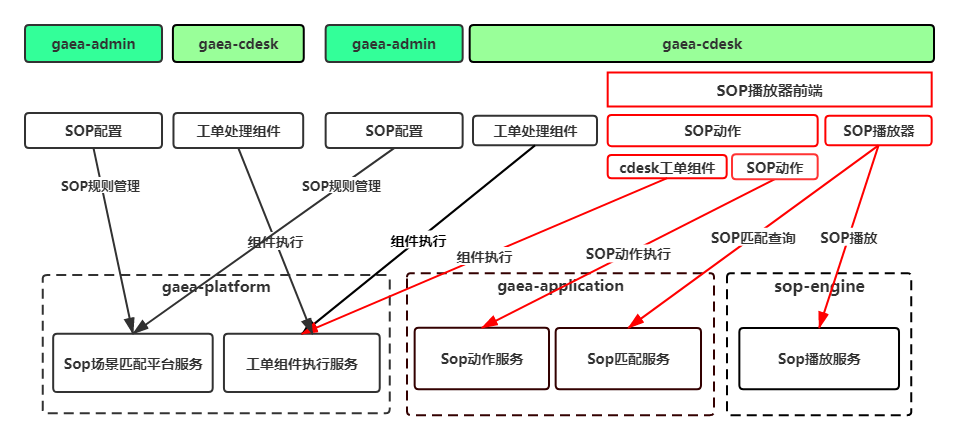 gaea-admin
gaea-cdesk
gaea-admin
gaea-cdesk
SOP播放器前端
SOP配置
工单处理组件
SOP配置
工单处理组件
SOP动作
SOP播放器
cdesk工单组件
SOP动作
SOP规则管理
SOP规则管理
组件执行
组件执行
组件执行
SOP动作执行
SOP匹配查询
SOP播放
gaea-platform
gaea-application
sop-engine
Sop场景匹配平台服务
工单组件执行服务
Sop动作服务
Sop匹配服务
Sop播放服务